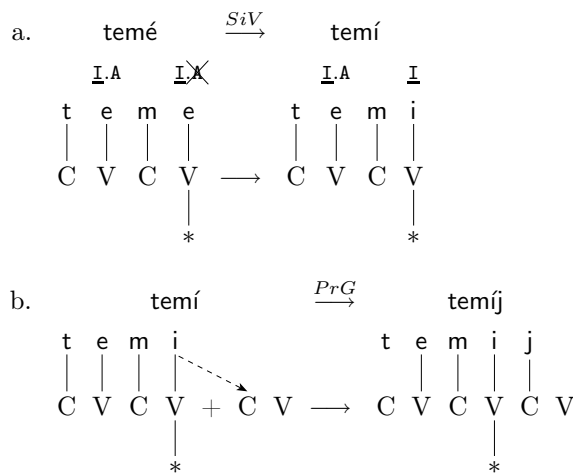 a. temé SiV⟶ temí
I.A I.A I.A I
t e m e t e m i
C V C V ⟶ C V C V
* *
b. temí PrG⟶ temíj
t e m i t e m i j
C V C V + C V ⟶ C V C V C V
* *